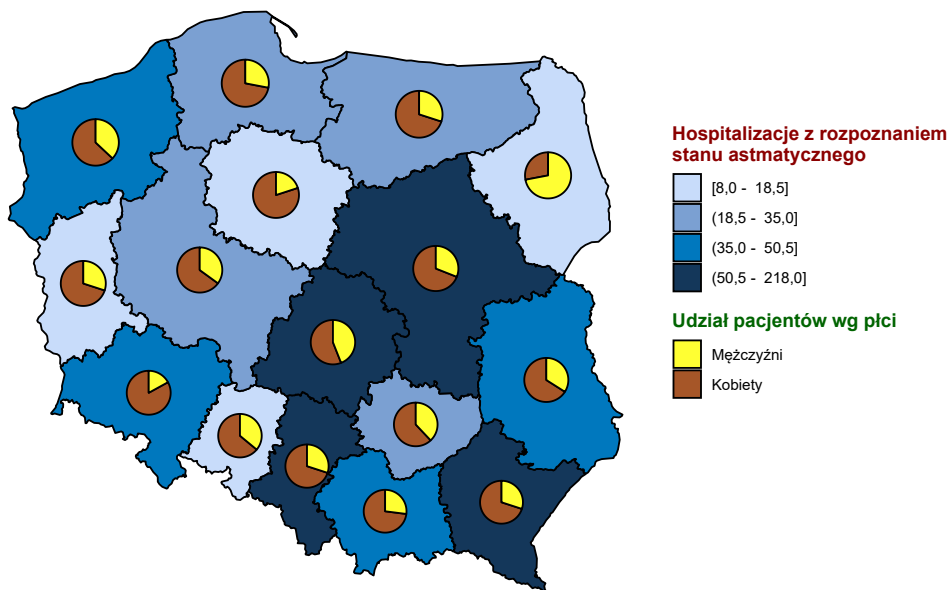 Hospitalizacje z rozpoznaniem
stanu astmatycznego
[8,0 - 18,5]
(18,5 - 35,0]
(35,0 - 50,5]
(50,5 - 218,0]
Udział pacjentów wg płci
Mężczyźni
Kobiety